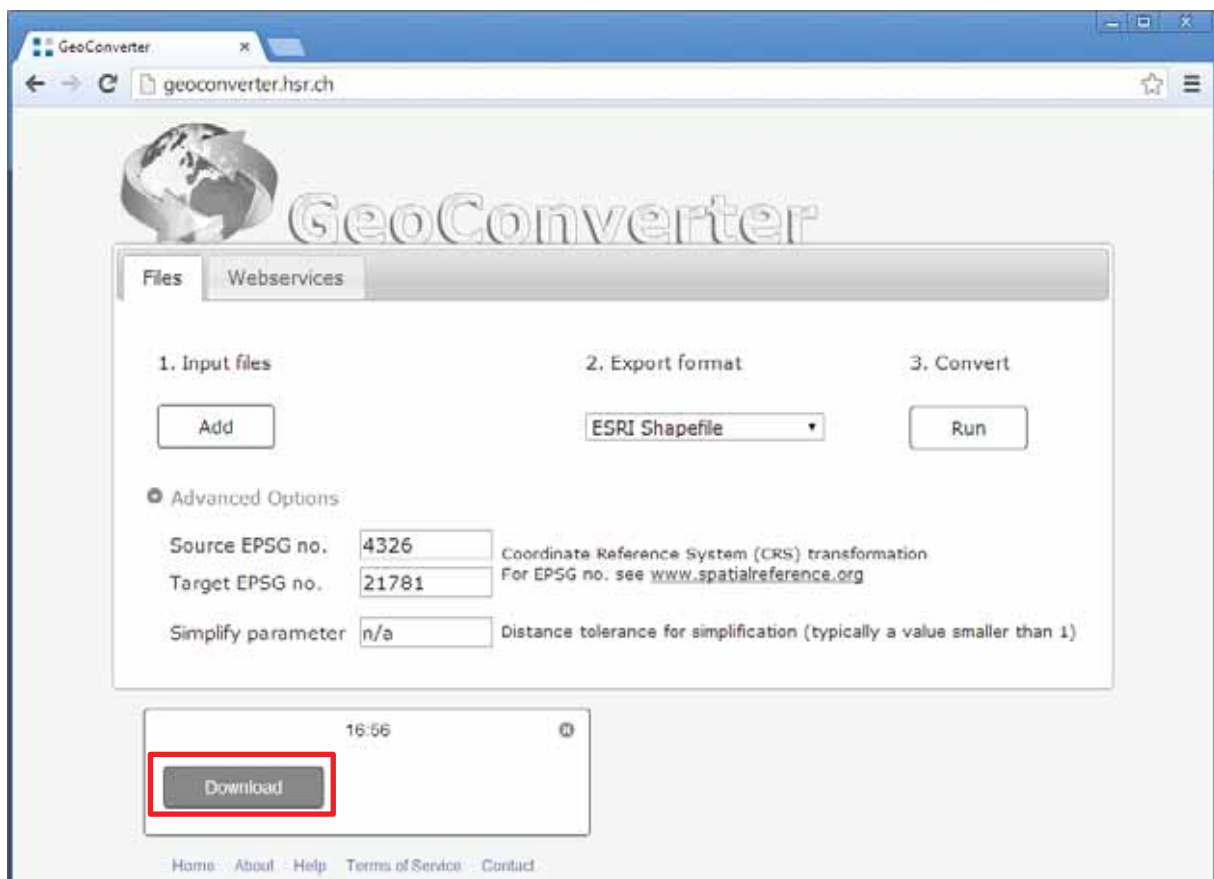 GeoConverter
geoconverter.hsr.ch
GeoConverter
Files Webservices
1. Input files 2. Export format 3. Convert
Add ESRI Shapefile Run
Advanced Options
Source EPSG no. 4326 Coordinate Reference System (CRS) transformation
Target EPSG no. 21781 For EPSG no. see www.spatialreference.org
Simplify parameter n/a Distance tolerance for simplification (typically a value smaller than 1)
16:56
Download
Home About Help Terms of Service Contact